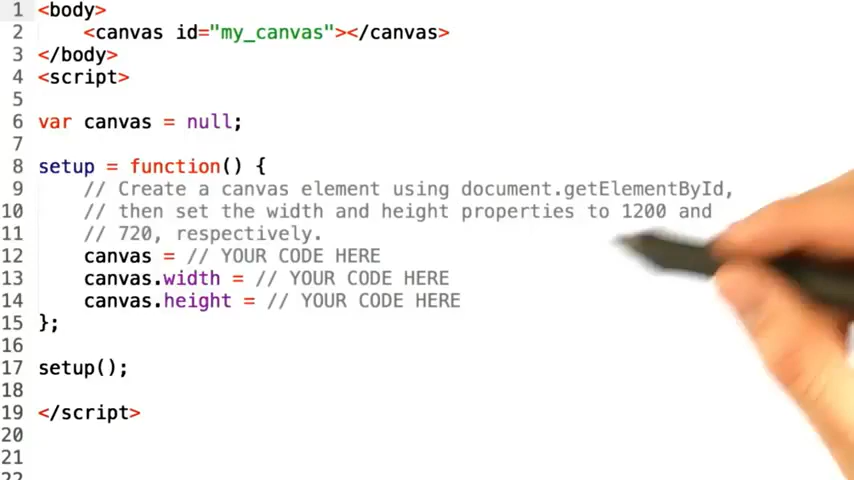 1 <body>
2 <canvas id="my_canvas"></canvas>
3 </body>
4 <script>
5
6 var canvas = null;
7
8 setup = function() {
9 // Create a canvas element using document.getElementById,
10 // then set the width and height properties to 1200 and
11 // 720, respectively.
12 canvas = // YOUR CODE HERE
13 canvas.width = // YOUR CODE HERE
14 canvas.height = // YOUR CODE HERE
15 };
16
17 setup();
18
19 </script>
20
21
22